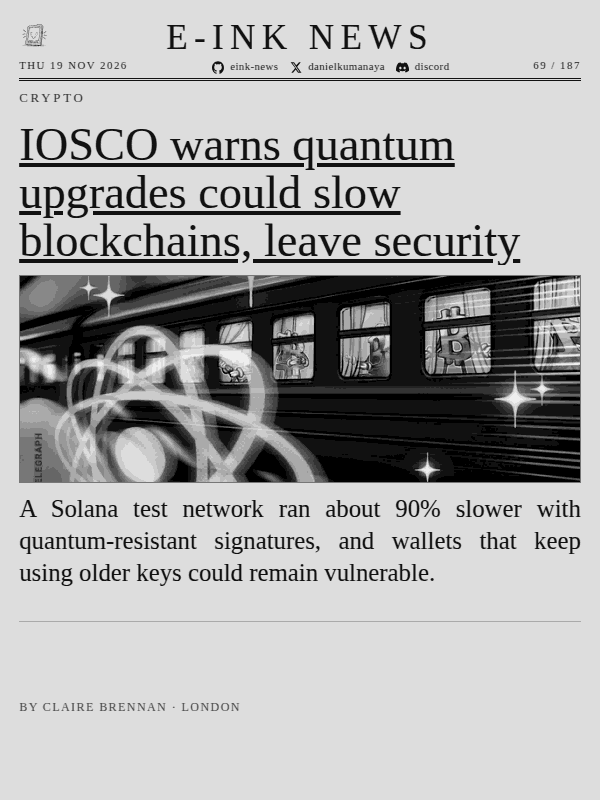 E-INK NEWS
THU 19 NOV 2026
eink-news
danielkumanaya
discord
69 / 187
CRYPTO
IOSCO warns quantum
upgrades could slow
blockchains, leave security
ELEGRAPH
A Solana test network ran about 90% slower with
quantum-resistant signatures, and wallets that keep
using older keys could remain vulnerable.
BY CLAIRE BRENNAN · LONDON